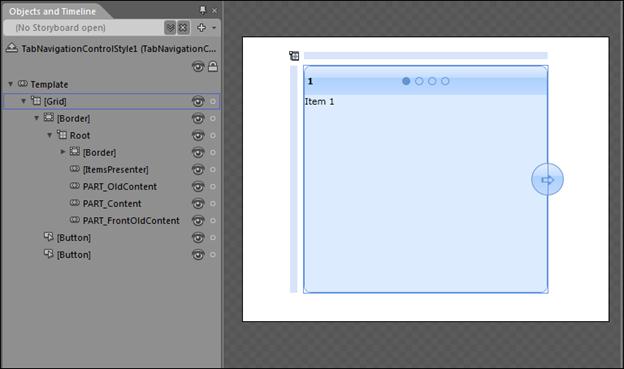 Objects and Timeline
(No Storyboard open)
TabNavigationControlStyle1 (TabNavigationC...
Template
[Grid]
[Border]
Root
[Border]
[ItemsPresenter]
PART_OldContent
PART_Content
PART_FrontOldContent
[Button]
[Button]
1
Item 1